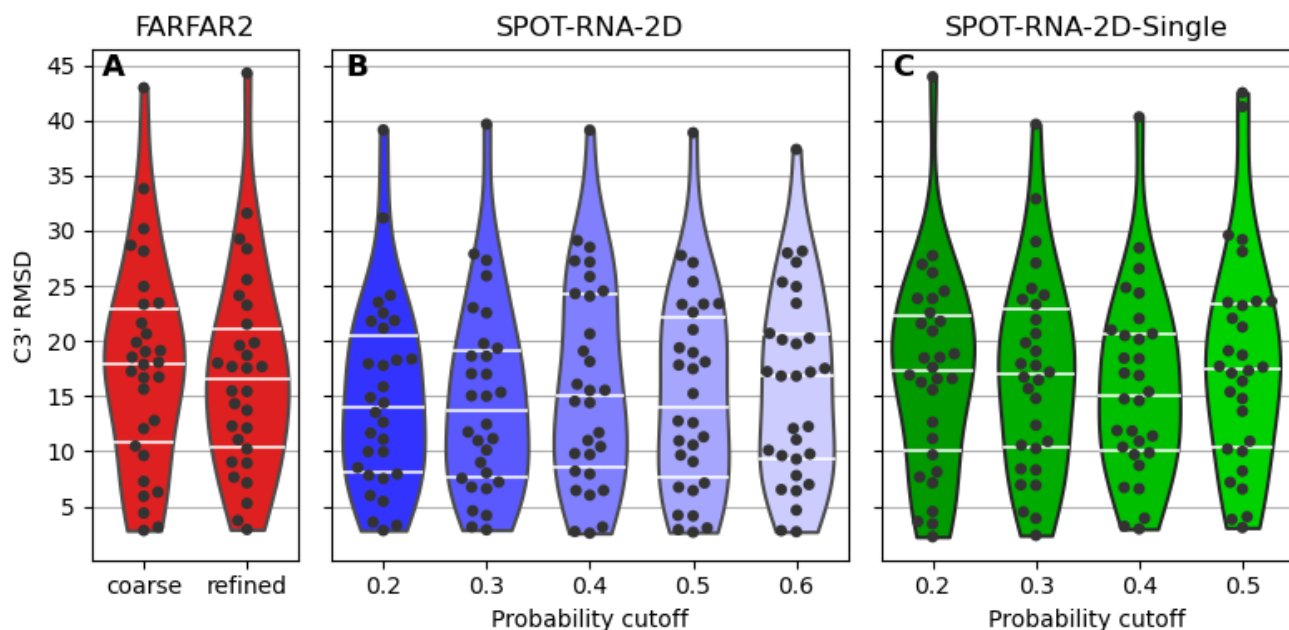 FARFAR2 SPOT-RNA-2D SPOT-RNA-2D-Single
A B C
45
40
35
30
25
20
15
10
5
C3' RMSD
coarse refined 0.2 0.3 0.4 0.5 0.6 0.2 0.3 0.4 0.5
Probability cutoff Probability cutoff